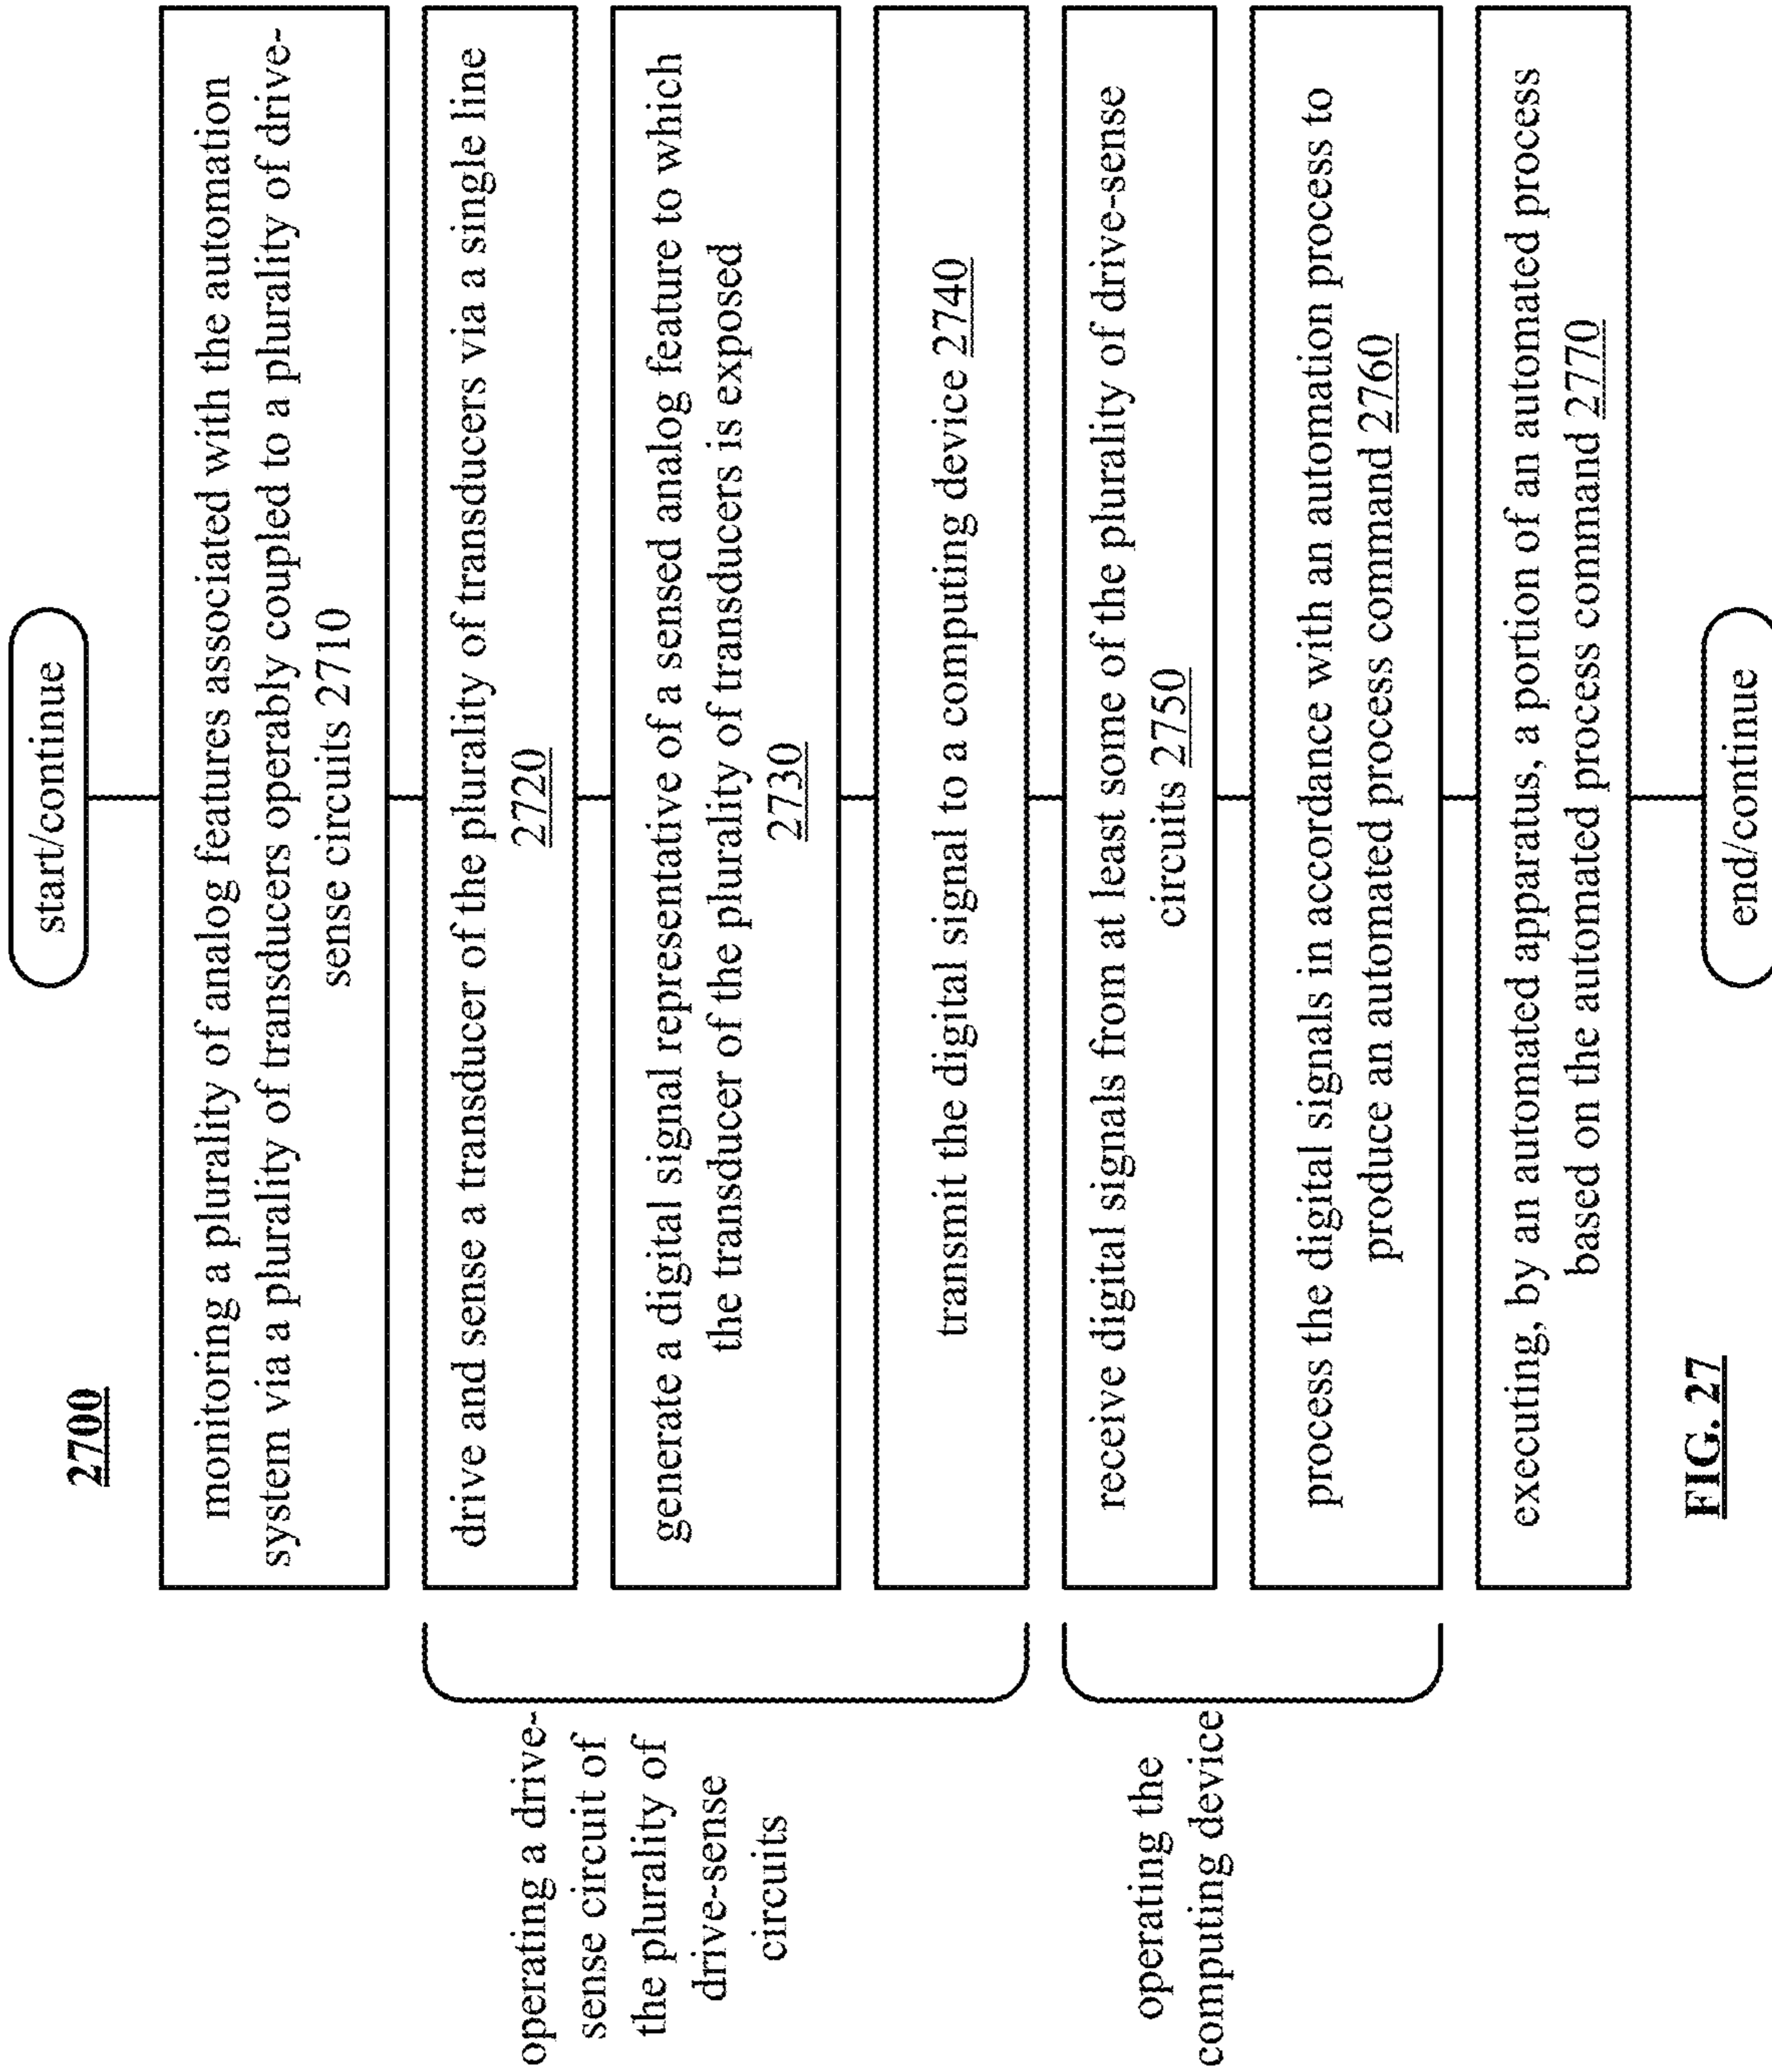 2700
start/continue
monitoring a plurality of analog features associated with the automation
system via a plurality of transducers operably coupled to a plurality of drive-
sense circuits 2710
operating a drive-
sense circuit of
the plurality of
drive-sense
circuits
drive and sense a transducer of the plurality of transducers via a single line
2720
generate a digital signal representative of a sensed analog feature to which
the transducer of the plurality of transducers is exposed
2730
transmit the digital signal to a computing device 2740
operating the
computing device
receive digital signals from at least some of the plurality of drive-sense
circuits 2750
process the digital signals in accordance with an automation process to
produce an automated process command 2760
executing, by an automated apparatus, a portion of an automated process
based on the automated process command 2770
end/continue
FIG. 27